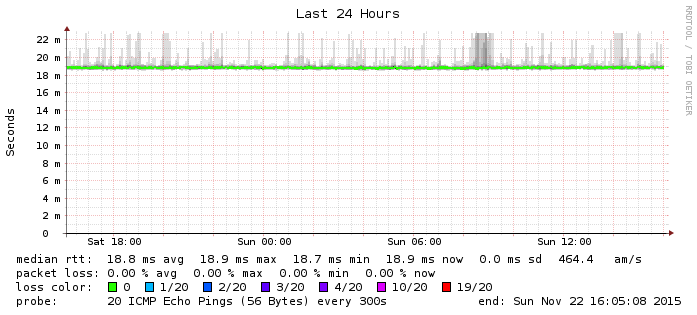 Last 24 Hours
RRDTOOL / TOBI OETIKER
Seconds
22 m
20 m
18 m
16 m
14 m
12 m
10 m
8 m
6 m
4 m
2 m
0
Sat 18:00 Sun 00:00 Sun 06:00 Sun 12:00
median rtt: 18.8 ms avg 18.9 ms max 18.7 ms min 18.9 ms now 0.0 ms sd 464.4 am/s
packet loss: 0.00 % avg 0.00 % max 0.00 % min 0.00 % now
loss color: 0 1/20 2/20 3/20 4/20 10/20 19/20
probe: 20 ICMP Echo Pings (56 Bytes) every 300s end: Sun Nov 22 16:05:08 2015